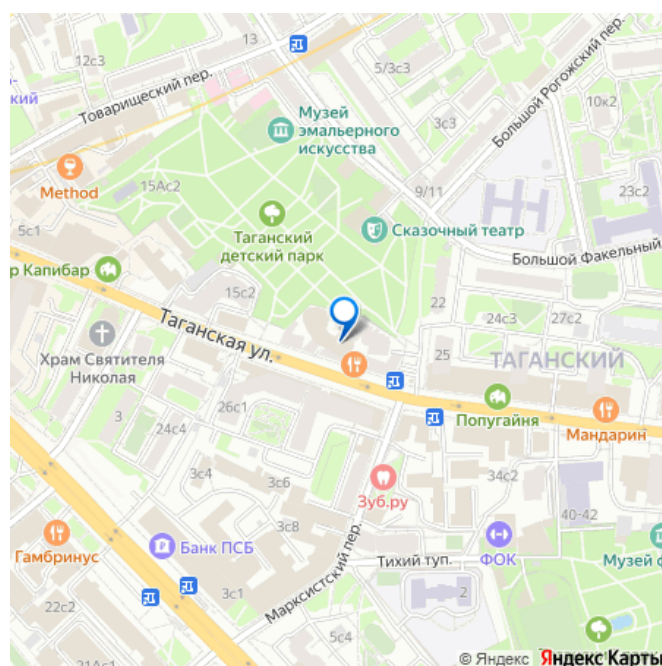 13
12с3
5/3с3
Товарищеский пер.
Большой Рогожский пер.
ский
Музей
эмальерного
искусства
3с3
10к2
Method
15Ас2
9/11
23с2
5с1
Таганский
детский парк
Сказочный театр
Большой Факельный
р Капибар
15с2
22
24с3
27с2
Таганская ул.
Храм Святителя
Николая
25
ТАГАНСКИЙ
3
26с1
24с4
Попугайня
Мандарин
3с4
3с6
Зуб.ру
34с2
40-42
Гамбринус
Банк ПСБ
3с8
Марксистский пер.
Тихий туп.
ФОК
Музей ф
3с1
2
22с2
5с4
21Ас1
© Яндекс Яндекс Карты